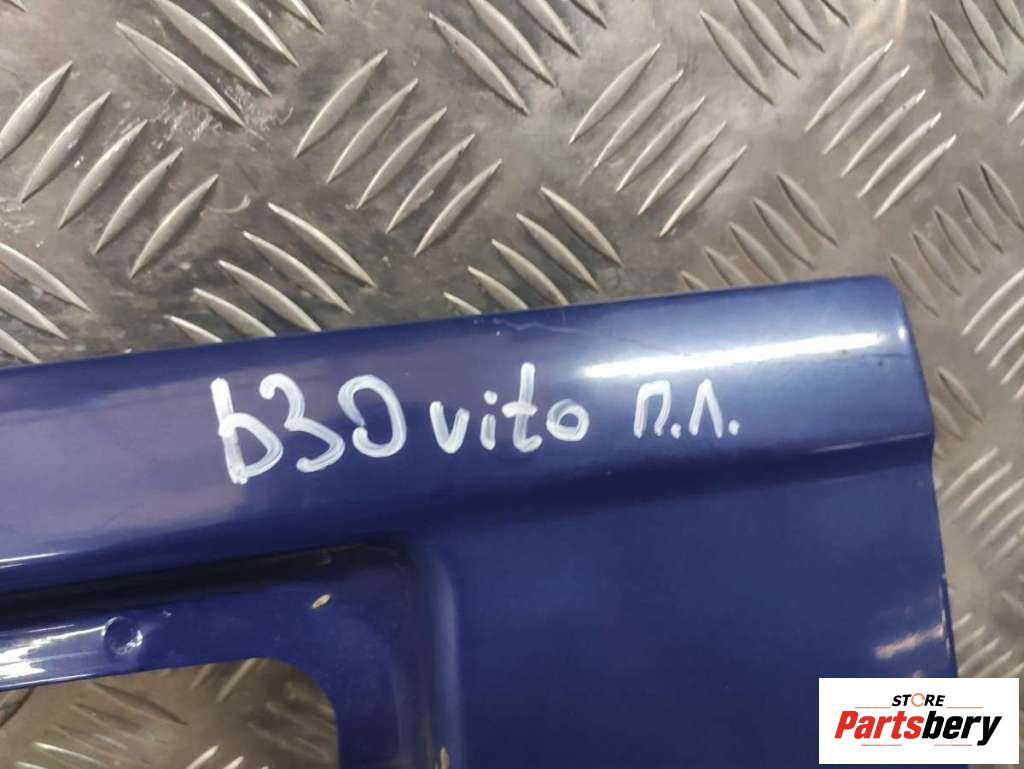 b30 vito п.л.
STORE
Partsbery